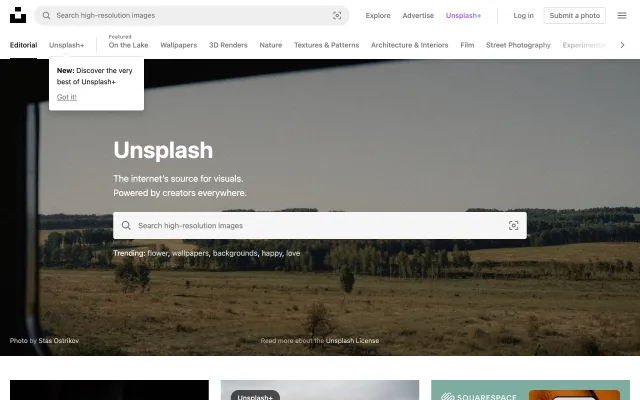 Search high-resolution images
Explore
Advertise
Unsplash+
Log in
Submit a photo
Editorial
Unsplash+
Featured
On the Lake
Wallpapers
3D Renders
Nature
Textures & Patterns
Architecture & Interiors
Film
Street Photography
Experimental
New: Discover the very
best of Unsplash+
Got it!
Unsplash
The internet's source for visuals.
Powered by creators everywhere.
Search high-resolution images
Trending: flower, wallpapers, backgrounds, happy, love
Photo by Stas Ostrikov
Read more about the Unsplash License
Unsplash+
SQUARESPACE